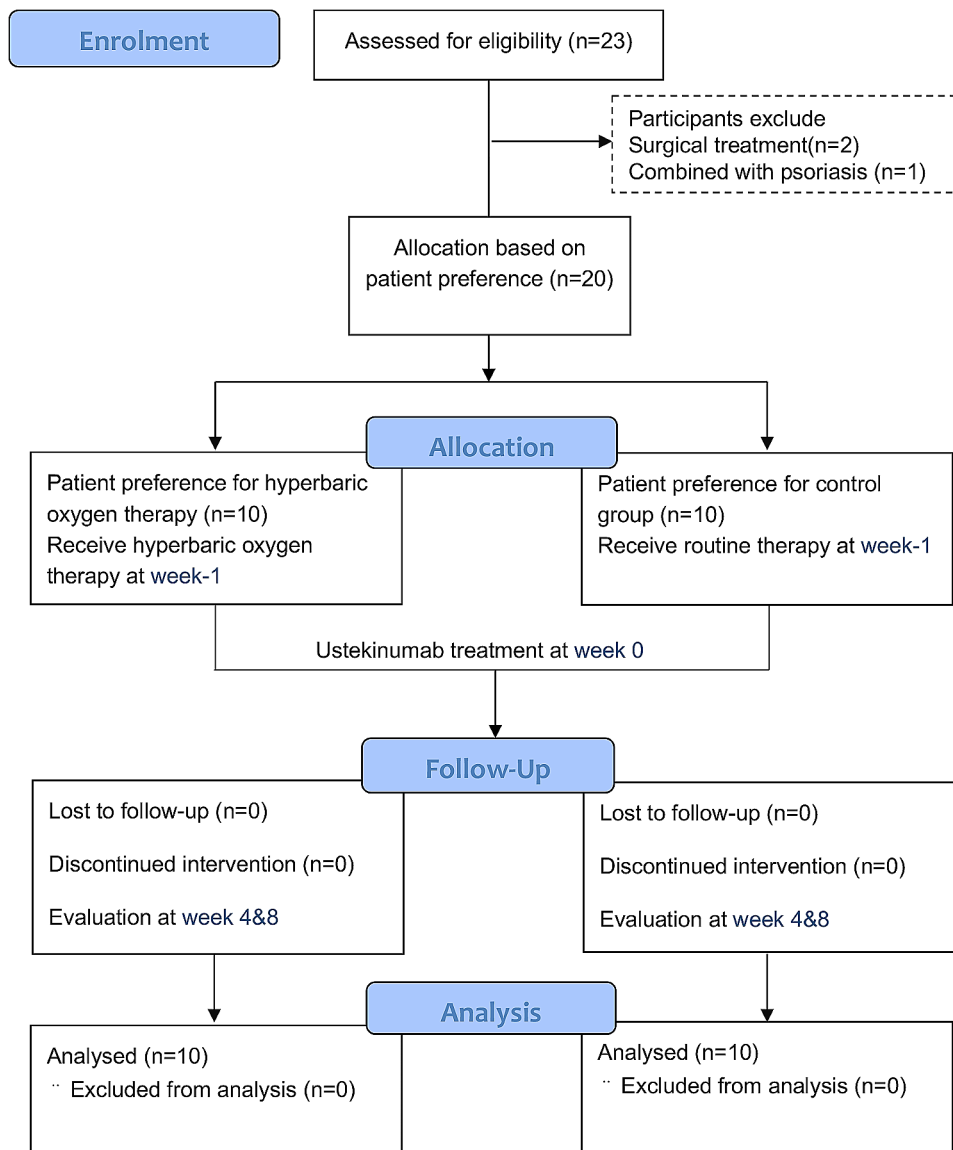 Enrolment
Assessed for eligibility (n=23)
Participants exclude
Surgical treatment(n=2)
Combined with psoriasis (n=1)
Allocation based on
patient preference (n=20)
Allocation
Patient preference for hyperbaric
oxygen therapy (n=10)
Receive hyperbaric oxygen
therapy at week-1
Patient preference for control
group (n=10)
Receive routine therapy at week-1
Ustekinumab treatment at week 0
Follow-Up
Lost to follow-up (n=0)
Discontinued intervention (n=0)
Evaluation at week 4&8
Lost to follow-up (n=0)
Discontinued intervention (n=0)
Evaluation at week 4&8
Analysis
Analysed (n=10)
¨ Excluded from analysis (n=0)
Analysed (n=10)
¨ Excluded from analysis (n=0)